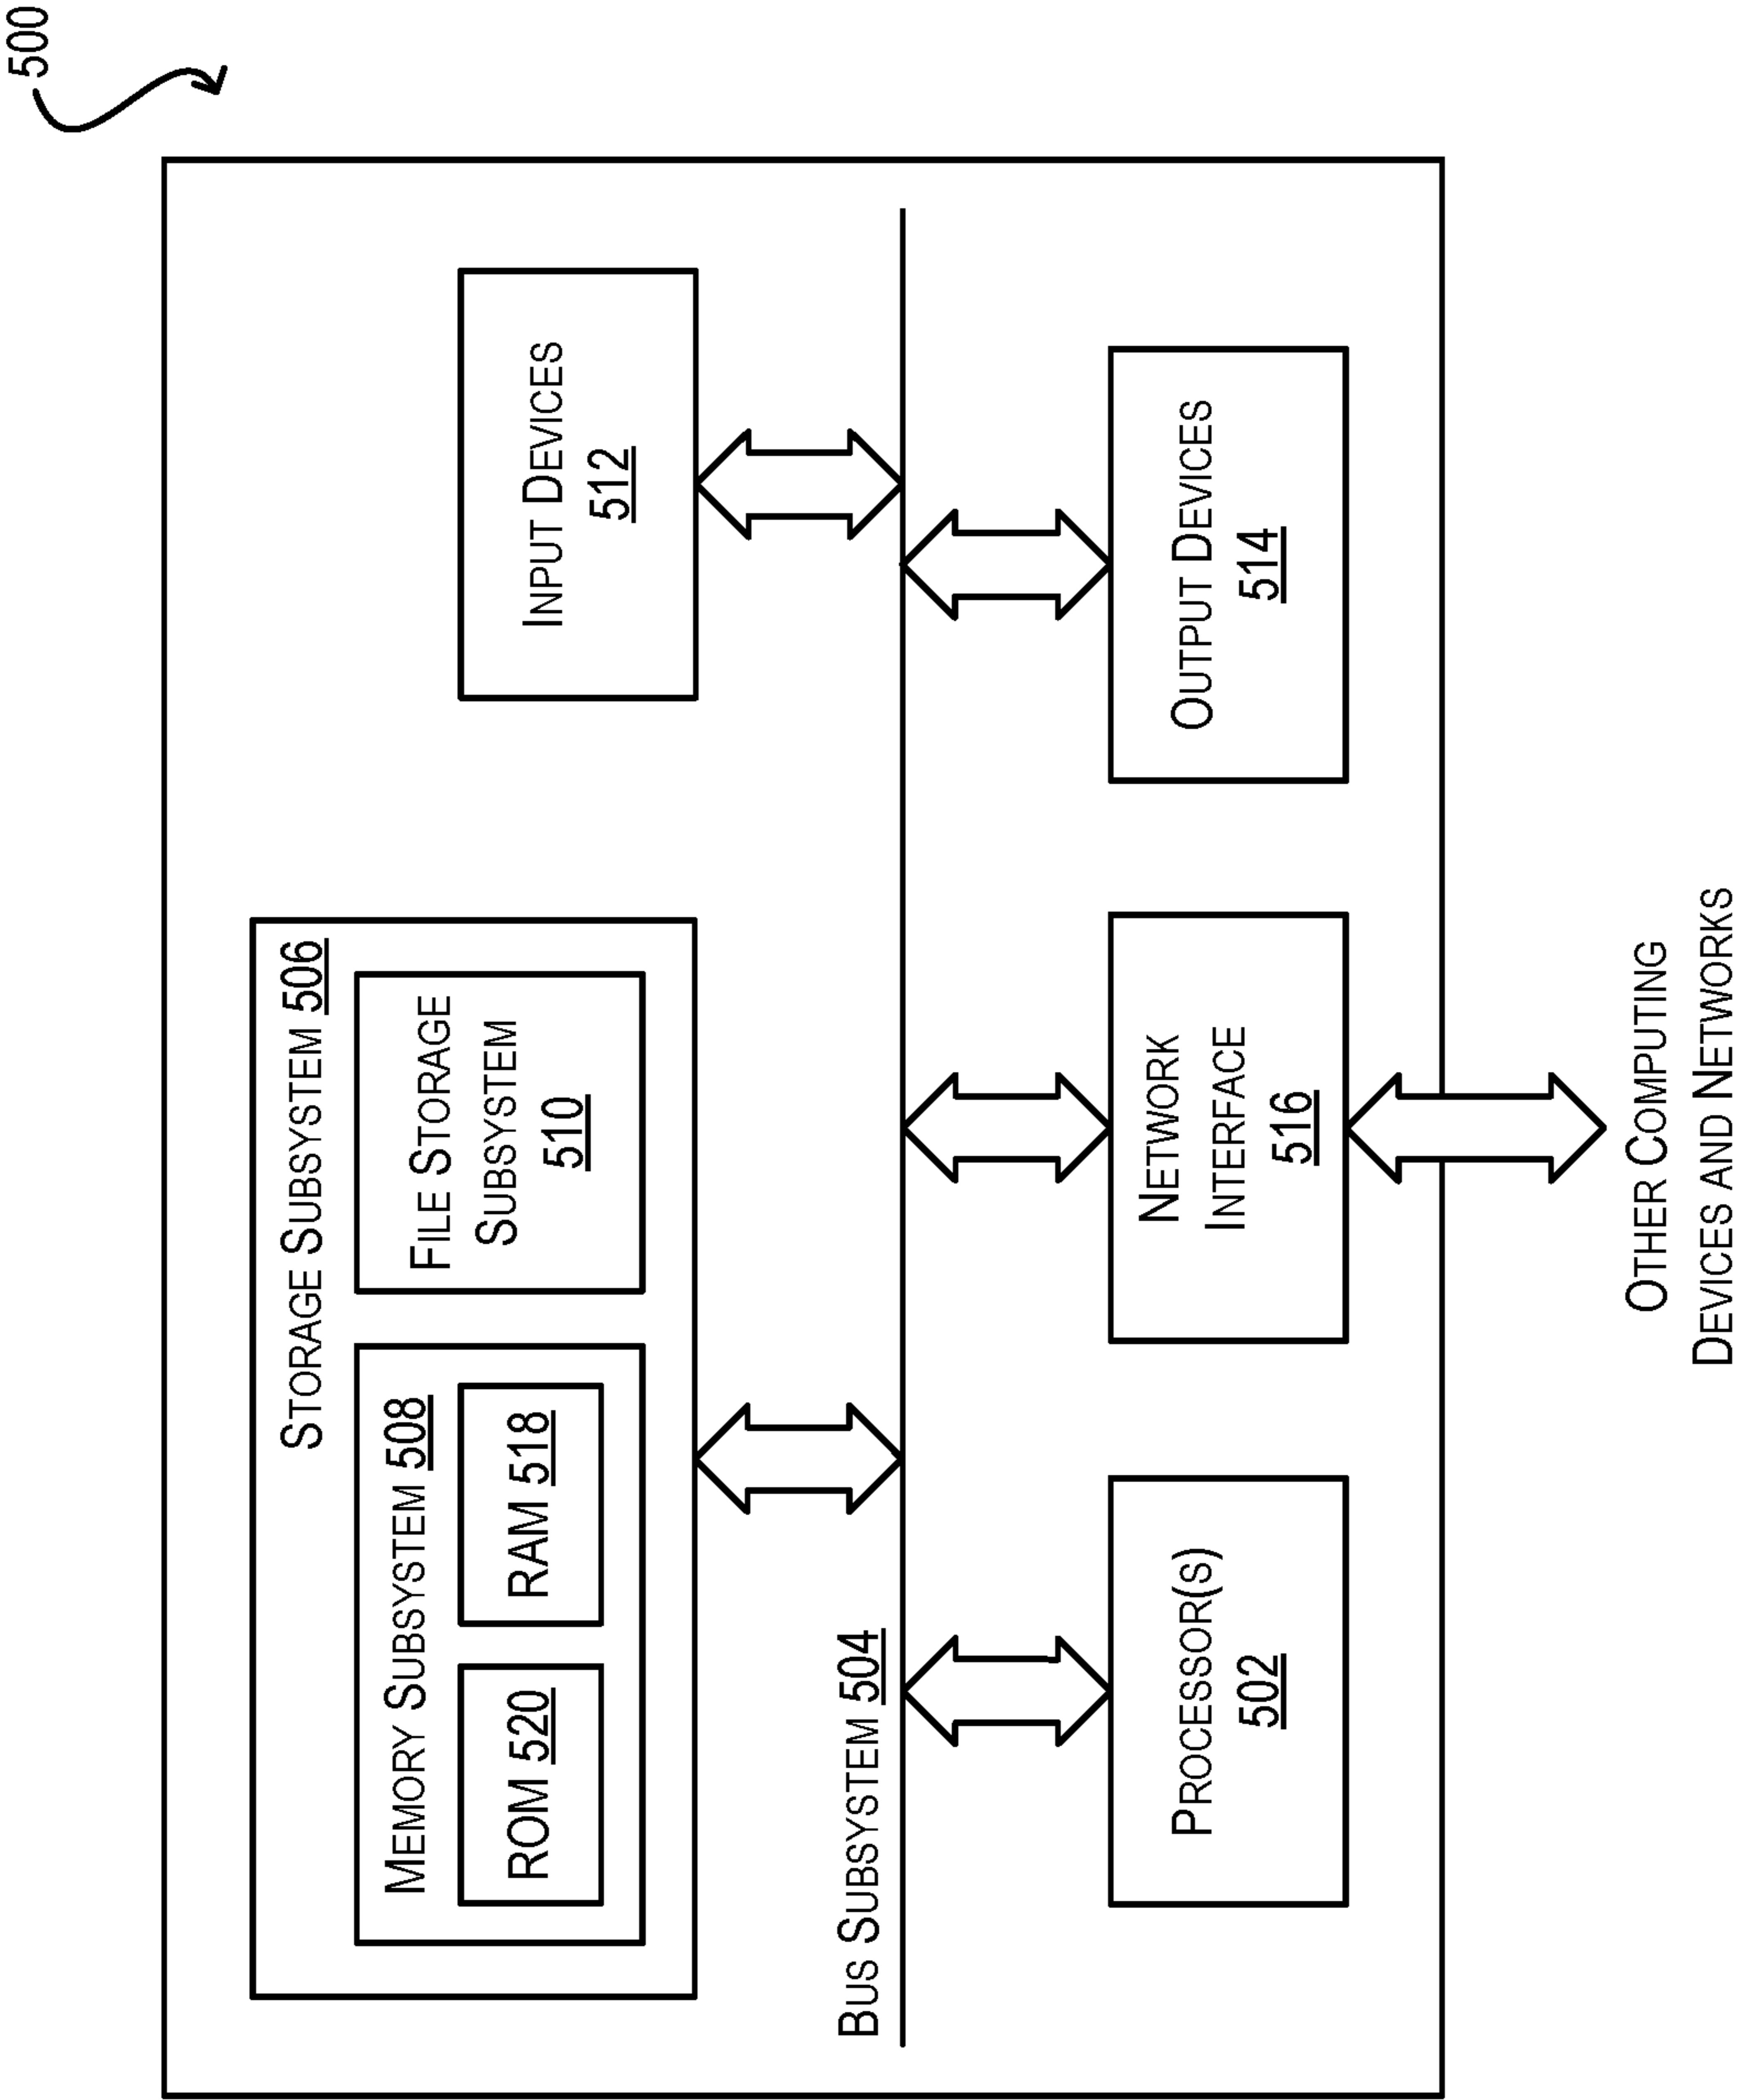 500
STORAGE SUBSYSTEM 506
MEMORY SUBSYSTEM 508
ROM 520
RAM 518
FILE STORAGE
SUBSYSTEM
510
INPUT DEVICES
512
BUS SUBSYSTEM 504
PROCESSOR(S)
502
NETWORK
INTERFACE
516
OUTPUT DEVICES
514
OTHER COMPUTING
DEVICES AND NETWORKS